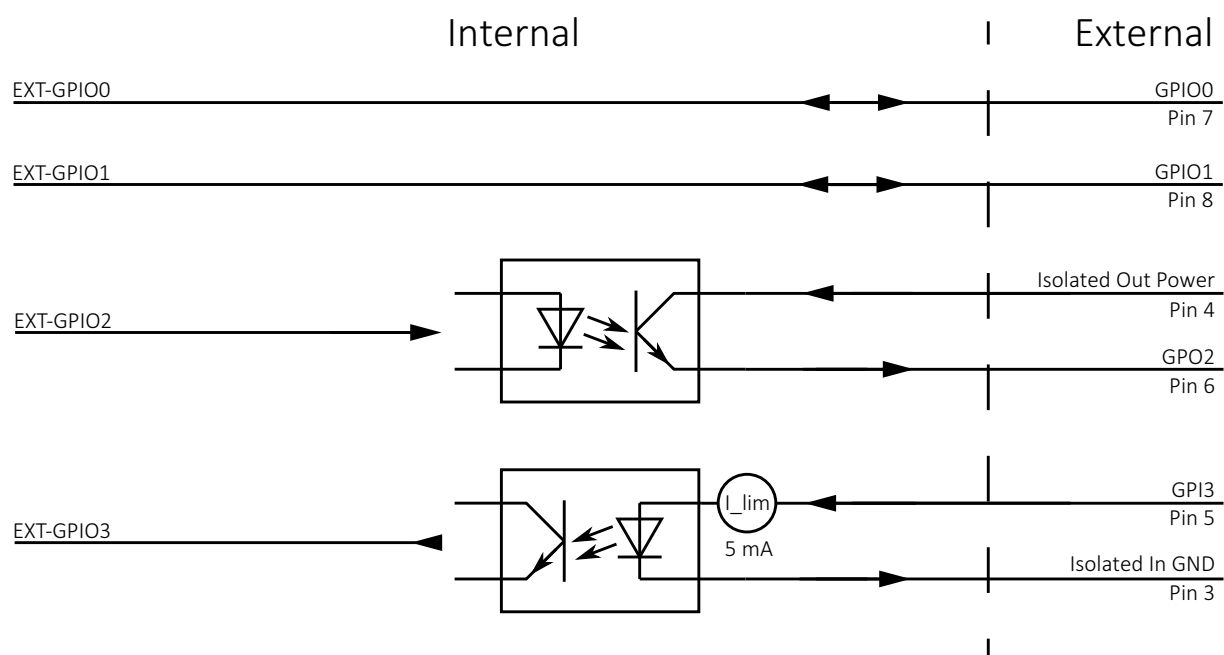 Internal
External
EXT-GPIO0
GPIO0
Pin 7
EXT-GPIO1
GPIO1
Pin 8
Isolated Out Power
Pin 4
EXT-GPIO2
GPO2
Pin 6
GPI3
Pin 5
I_lim
5 mA
EXT-GPIO3
Isolated In GND
Pin 3